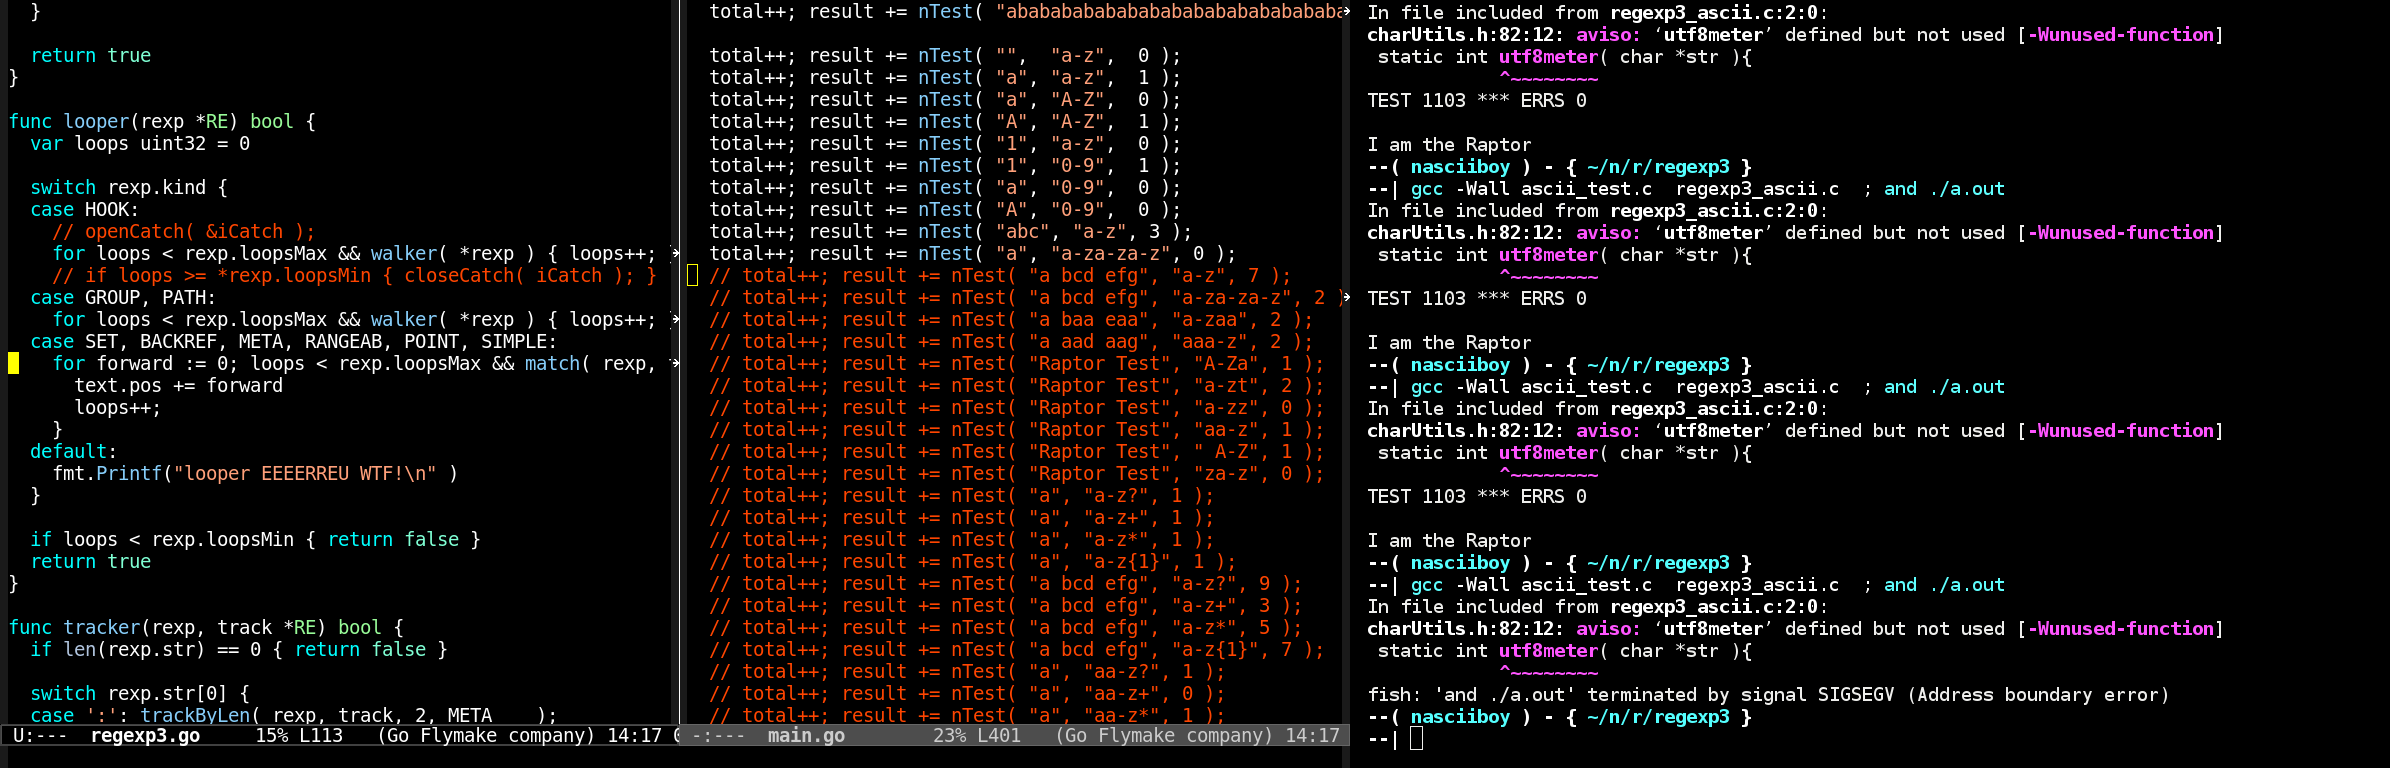 }

  return true
}

func looper(rexp *RE) bool {
  var loops uint32 = 0

  switch rexp.kind {
  case HOOK:
    // openCatch( &iCatch );
    for loops < rexp.loopsMax && walker( *rexp ) { loops++;
    // if loops >= *rexp.loopsMin { closeCatch( iCatch ); }
  case GROUP, PATH:
    for loops < rexp.loopsMax && walker( *rexp ) { loops++;
  case SET, BACKREF, META, RANGEAB, POINT, SIMPLE:
    for forward := 0; loops < rexp.loopsMax && match( rexp,
      text.pos += forward
      loops++;
    }
  default:
    fmt.Printf("looper EEEERREU WTF!\n" )
  }

  if loops < rexp.loopsMin { return false }
  return true
}

func tracker(rexp, track *RE) bool {
  if len(rexp.str) == 0 { return false }

  switch rexp.str[0] {
  case ':': trackByLen( rexp, track, 2, META    );
U:---  regexp3.go     15% L113   (Go Flymake company) 14:17
total++; result += nTest( "ababababababababababababababa
total++; result += nTest( "",  "a-z",  0 );
total++; result += nTest( "a", "a-z",  1 );
total++; result += nTest( "a", "A-Z",  0 );
total++; result += nTest( "A", "A-Z",  1 );
total++; result += nTest( "1", "a-z",  0 );
total++; result += nTest( "1", "0-9",  1 );
total++; result += nTest( "a", "0-9",  0 );
total++; result += nTest( "A", "0-9",  0 );
total++; result += nTest( "abc", "a-z", 3 );
total++; result += nTest( "a", "a-za-za-z", 0 );
// total++; result += nTest( "a bcd efg", "a-z", 7 );
// total++; result += nTest( "a bcd efg", "a-za-za-z", 2 )
// total++; result += nTest( "a baa eaa", "a-zaa", 2 );
// total++; result += nTest( "a aad aag", "aaa-z", 2 );
// total++; result += nTest( "Raptor Test", "A-Za", 1 );
// total++; result += nTest( "Raptor Test", "a-zt", 2 );
// total++; result += nTest( "Raptor Test", "a-zz", 0 );
// total++; result += nTest( "Raptor Test", "aa-z", 1 );
// total++; result += nTest( "Raptor Test", " A-Z", 1 );
// total++; result += nTest( "Raptor Test", "za-z", 0 );
// total++; result += nTest( "a", "a-z?", 1 );
// total++; result += nTest( "a", "a-z+", 1 );
// total++; result += nTest( "a", "a-z*", 1 );
// total++; result += nTest( "a", "a-z{1}", 1 );
// total++; result += nTest( "a bcd efg", "a-z?", 9 );
// total++; result += nTest( "a bcd efg", "a-z+", 3 );
// total++; result += nTest( "a bcd efg", "a-z*", 5 );
// total++; result += nTest( "a bcd efg", "a-z{1}", 7 );
// total++; result += nTest( "a", "aa-z?", 1 );
// total++; result += nTest( "a", "aa-z+", 0 );
// total++; result += nTest( "a", "aa-z*", 1 );
-:---  main.go        23% L401   (Go Flymake company) 14:17
In file included from regexp3_ascii.c:2:0:
charUtils.h:82:12: aviso: ‘utf8meter’ defined but not used [-Wunused-function]
 static int utf8meter( char *str ){
            ^~~~~~~~~
TEST 1103 *** ERRS 0

I am the Raptor
--( nasciiboy ) - { ~/n/r/regexp3 }
--| gcc -Wall ascii_test.c  regexp3_ascii.c  ; and ./a.out
In file included from regexp3_ascii.c:2:0:
charUtils.h:82:12: aviso: ‘utf8meter’ defined but not used [-Wunused-function]
 static int utf8meter( char *str ){
            ^~~~~~~~~
TEST 1103 *** ERRS 0

I am the Raptor
--( nasciiboy ) - { ~/n/r/regexp3 }
--| gcc -Wall ascii_test.c  regexp3_ascii.c  ; and ./a.out
In file included from regexp3_ascii.c:2:0:
charUtils.h:82:12: aviso: ‘utf8meter’ defined but not used [-Wunused-function]
 static int utf8meter( char *str ){
            ^~~~~~~~~
TEST 1103 *** ERRS 0

I am the Raptor
--( nasciiboy ) - { ~/n/r/regexp3 }
--| gcc -Wall ascii_test.c  regexp3_ascii.c  ; and ./a.out
In file included from regexp3_ascii.c:2:0:
charUtils.h:82:12: aviso: ‘utf8meter’ defined but not used [-Wunused-function]
 static int utf8meter( char *str ){
            ^~~~~~~~~
fish: 'and ./a.out' terminated by signal SIGSEGV (Address boundary error)
--( nasciiboy ) - { ~/n/r/regexp3 }
--|